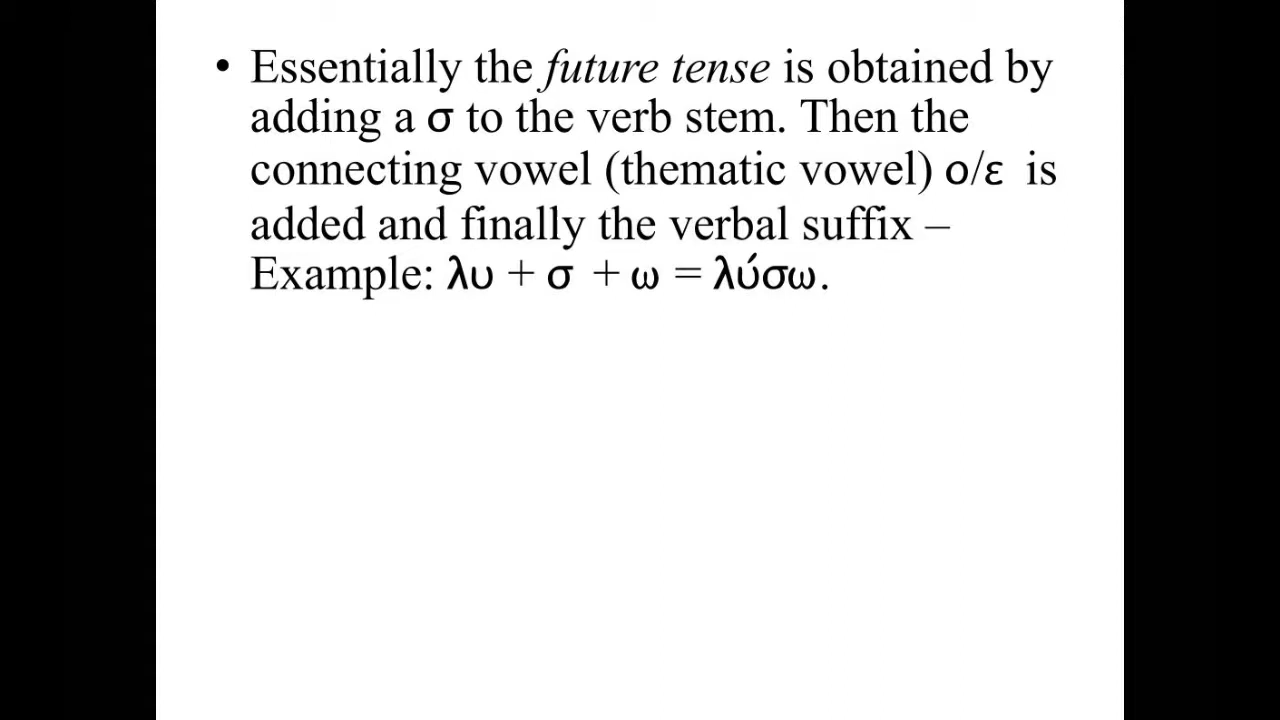 • Essentially the future tense is obtained by
adding a σ to the verb stem. Then the
connecting vowel (thematic vowel) ο/ε is
added and finally the verbal suffix –
Example: λυ + σ + ω = λύσω.